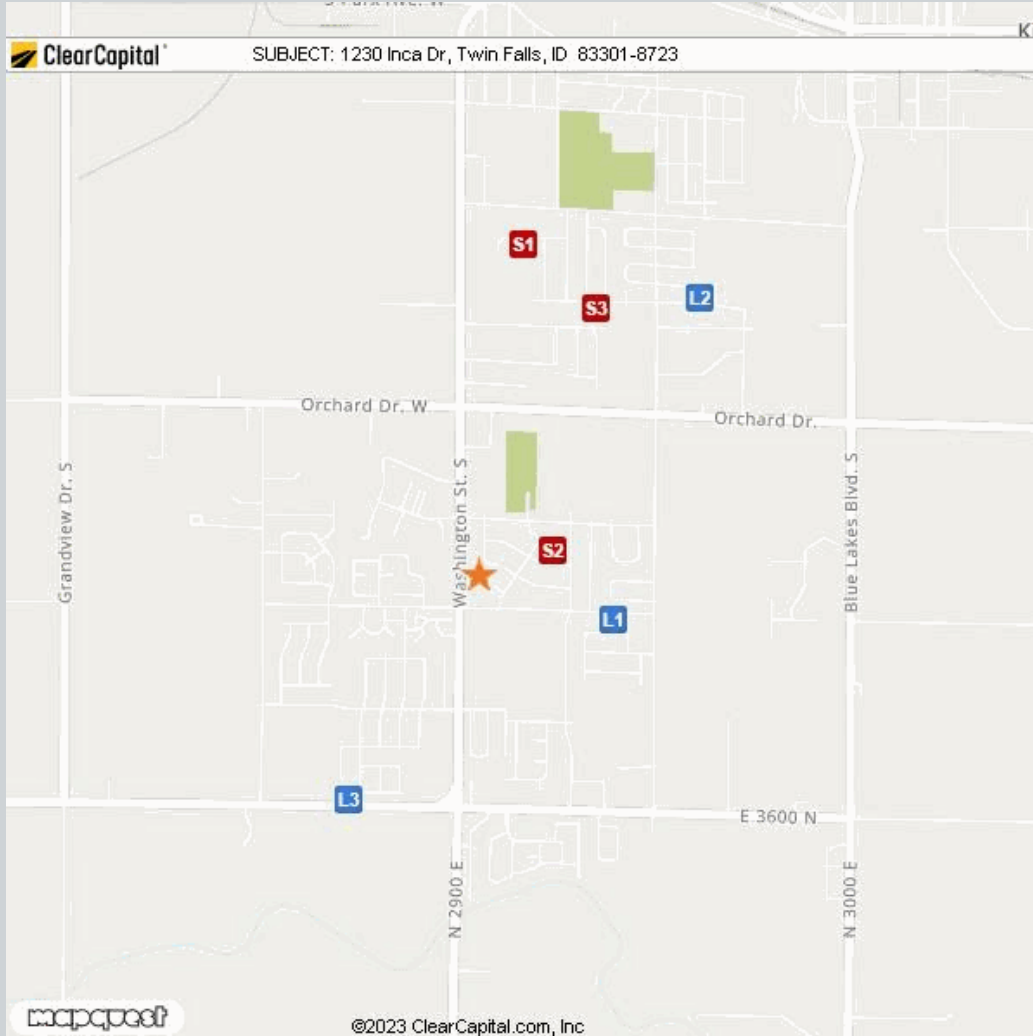 ClearCapital
SUBJECT: 1230 Inca Dr, Twin Falls, ID 83301-8723
S1
L2
S3
Orchard Dr. W
Orchard Dr.
Grandview Dr. S
Washington St. S
Blue Lakes Blvd. S
S2
L1
L3
E 3600 N
N 2900 E
N 3000 E
mapquest
©2023 ClearCapital.com, Inc